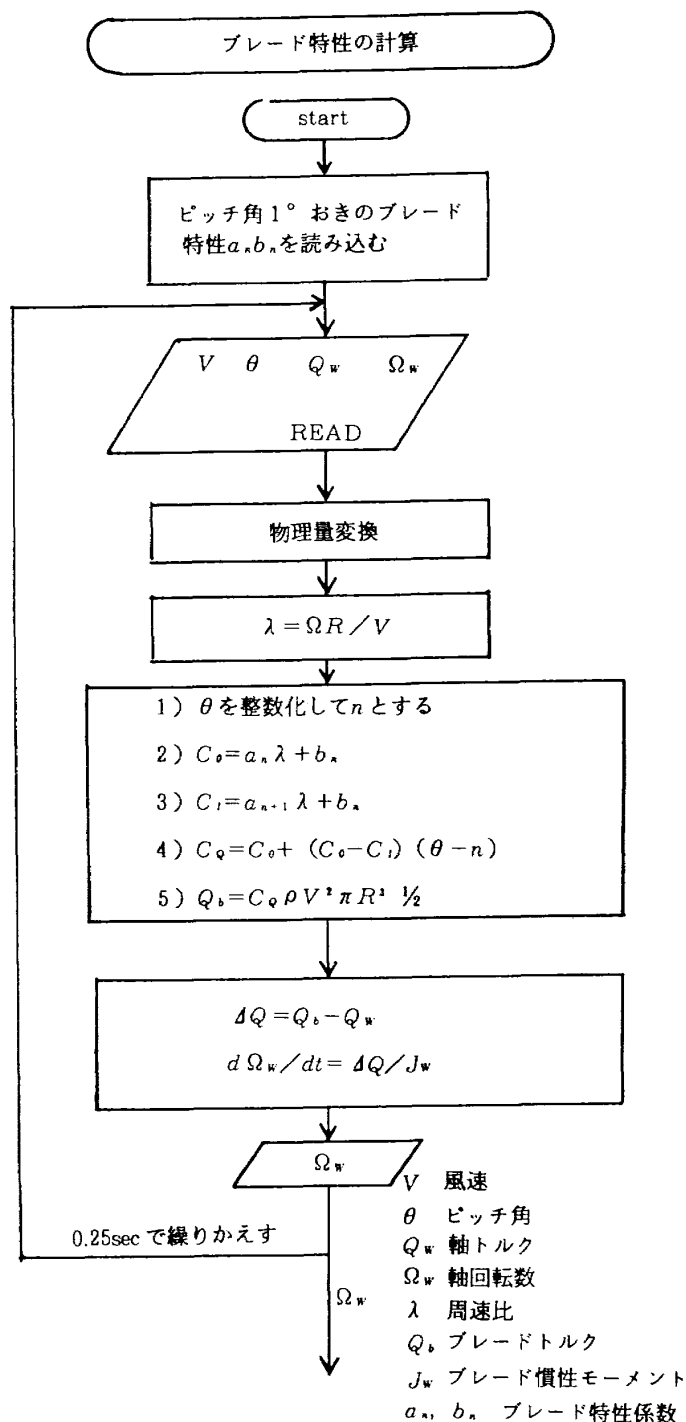 ブレード特性の計算
start
ピッチ角1°おきのブレード
特性aₙbₙを読み込む
V θ Q_w Ω_w
READ
物理量変換
λ=ΩR/V
1) θを整数化してnとする
2) C₀=aₙλ+bₙ
3) C₁=aₙ₊₁λ+bₙ
4) C_Q=C₀+(C₀−C₁)(θ−n)
5) Q_b=C_QρV²πR³ ½
ΔQ=Q_b−Q_w
dΩ_w/dt=ΔQ/J_w
Ω_w
0.25secで繰りかえす
Ω_w
V 風速
θ ピッチ角
Q_w 軸トルク
Ω_w 軸回転数
λ 周速比
Q_b ブレードトルク
J_w ブレード慣性モーメント
aₙ, bₙ ブレード特性係数